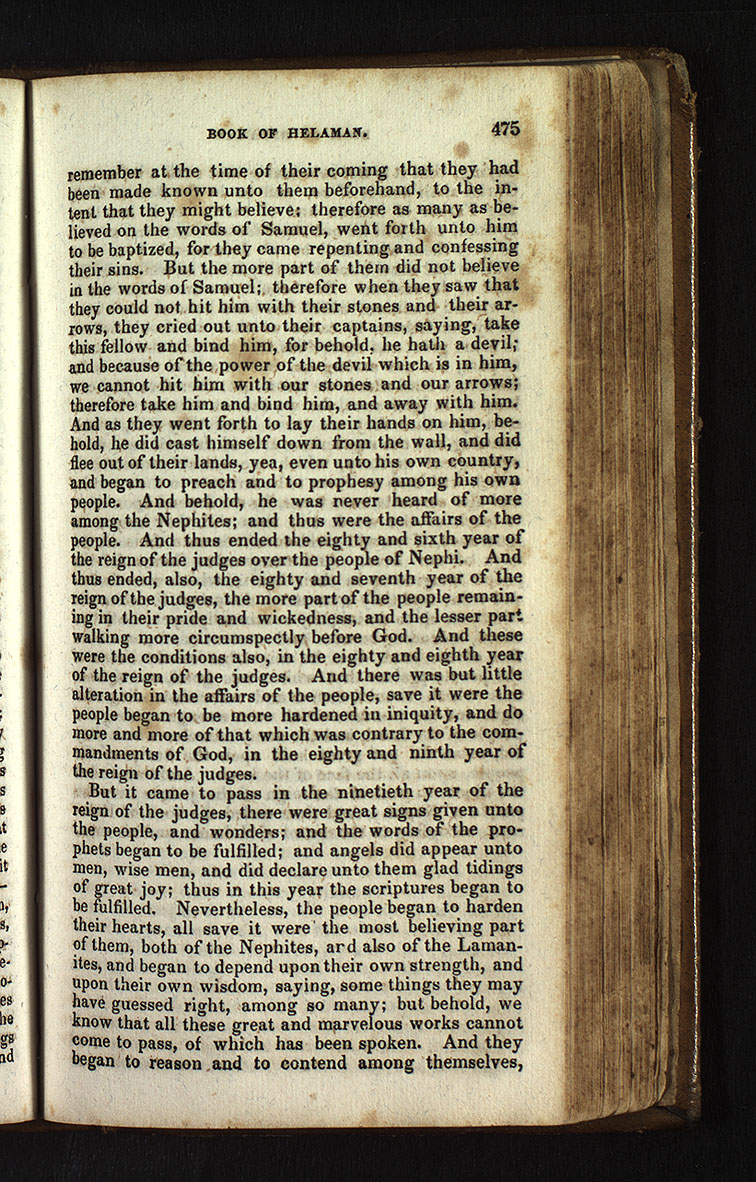 BOOK OF HELAMAN. 475
remember at the time of their coming that they had
been made known unto them beforehand, to the in-
tent that they might believe; therefore as many as be-
lieved on the words of Samuel, went forth unto him
to be baptized, for they came repenting and confessing
their sins. But the more part of them did not believe
in the words of Samuel; therefore when they saw that
they could not hit him with their stones and their ar-
rows, they cried out unto their captains, saying, take
this fellow and bind him, for behold, he hath a devil;
and because of the power of the devil which is in him,
we cannot hit him with our stones and our arrows;
therefore take him and bind him, and away with him.
And as they went forth to lay their hands on him, be-
hold, he did cast himself down from the wall, and did
flee out of their lands, yea, even unto his own country,
and began to preach and to prophesy among his own
people. And behold, he was never heard of more
among the Nephites; and thus were the affairs of the
people. And thus ended the eighty and sixth year of
the reign of the judges over the people of Nephi. And
thus ended, also, the eighty and seventh year of the
reign of the judges, the more part of the people remain-
ing in their pride and wickedness, and the lesser part
walking more circumspectly before God. And these
were the conditions also, in the eighty and eighth year
of the reign of the judges. And there was but little
alteration in the affairs of the people, save it were the
people began to be more hardened in iniquity, and do
more and more of that which was contrary to the com-
mandments of God, in the eighty and ninth year of
the reign of the judges.
But it came to pass in the ninetieth year of the
reign of the judges, there were great signs given unto
the people, and wonders; and the words of the pro-
phets began to be fulfilled; and angels did appear unto
men, wise men, and did declare unto them glad tidings
of great joy; thus in this year the scriptures began to
be fulfilled. Nevertheless, the people began to harden
their hearts, all save it were the most believing part
of them, both of the Nephites, ard also of the Laman-
ites, and began to depend upon their own strength, and
upon their own wisdom, saying, some things they may
have guessed right, among so many; but behold, we
know that all these great and marvelous works cannot
come to pass, of which has been spoken. And they
began to reason and to contend among themselves,